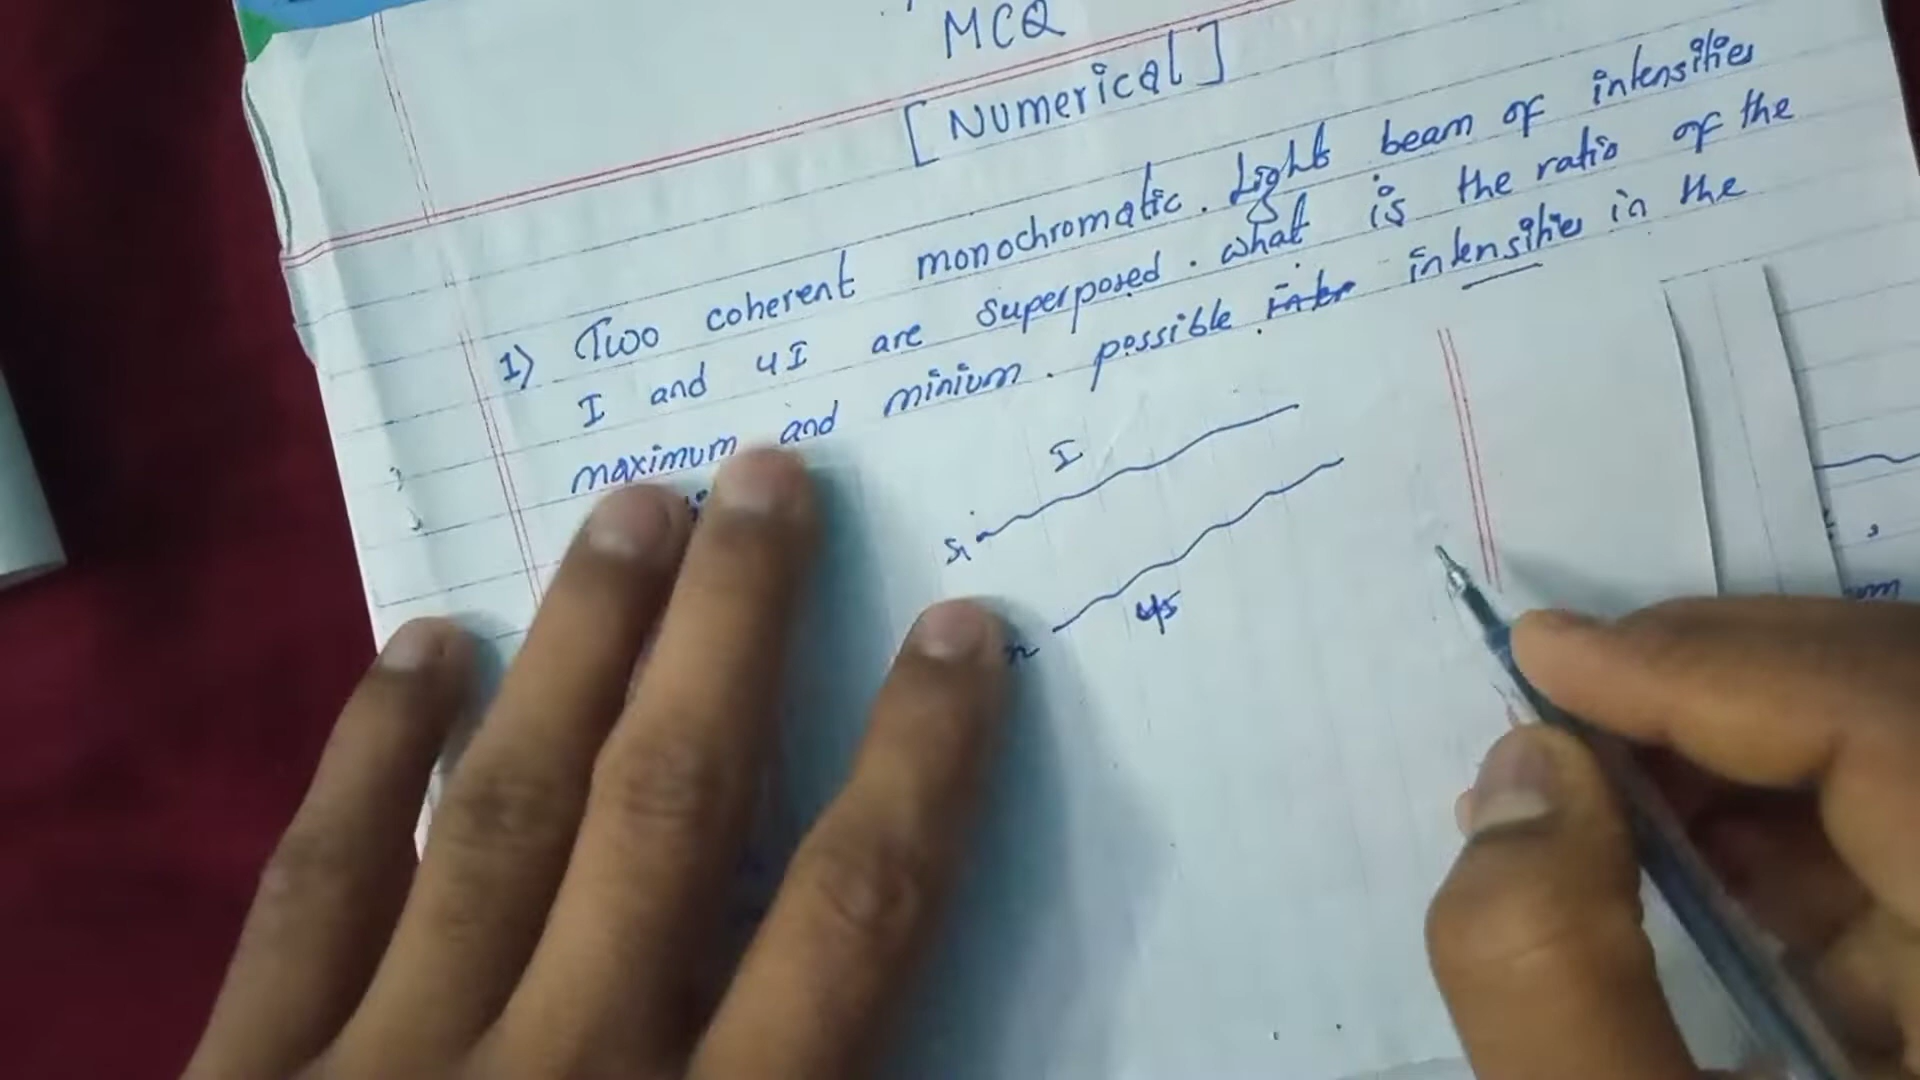 MCQ
[Numerical]
1) Two coherent monochromatic. Light beam of intensities
I and 4I are superposed. what is the ratio of the
maximum and minium. possible intensities in the
I
S1